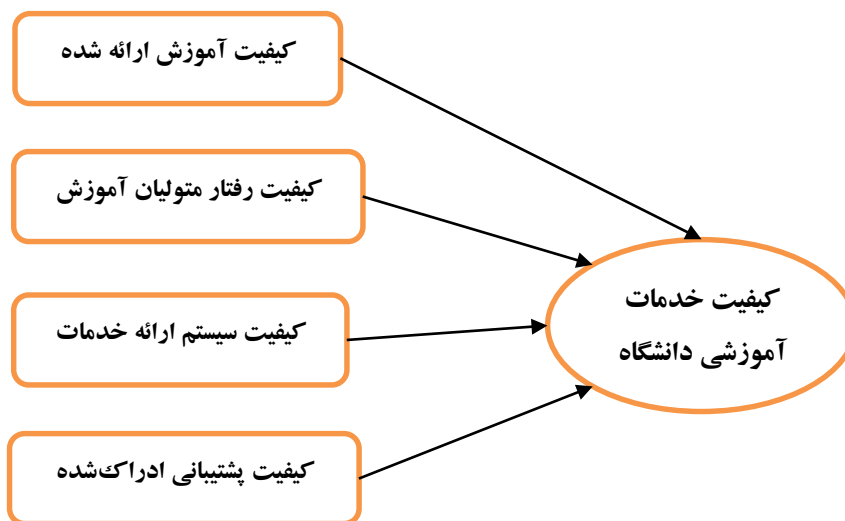 کیفیت آموزش ارائه شده
کیفیت رفتار متولیان آموزش
کیفیت سیستم ارائه خدمات
کیفیت پشتیبانی ادراک‌شده
کیفیت خدمات
آموزشی دانشگاه